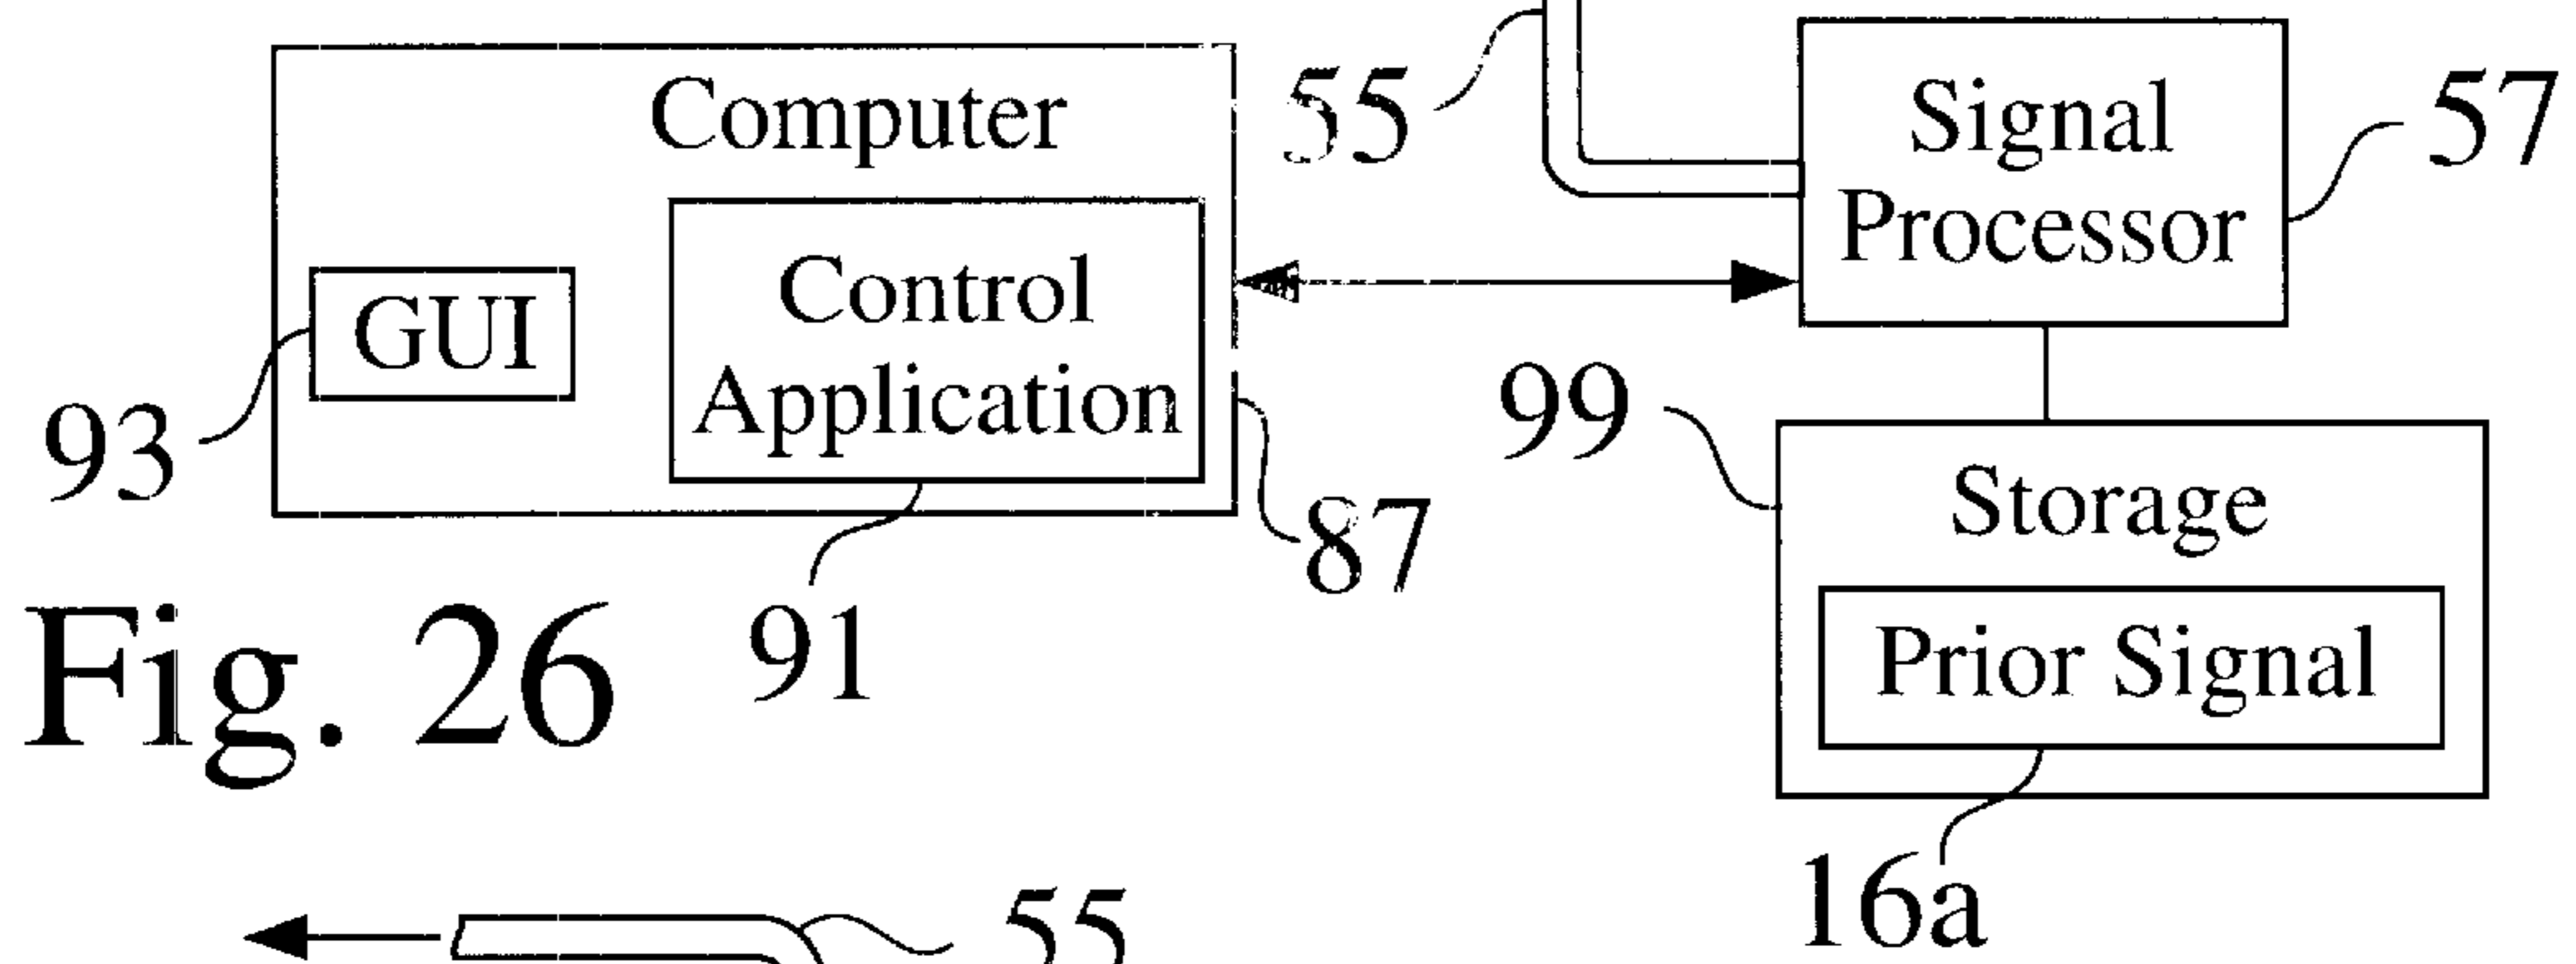 Computer
GUI
Control
Application
93
91
87
55
Signal
Processor
57
99
Storage
Prior Signal
16a
Fig. 26
55